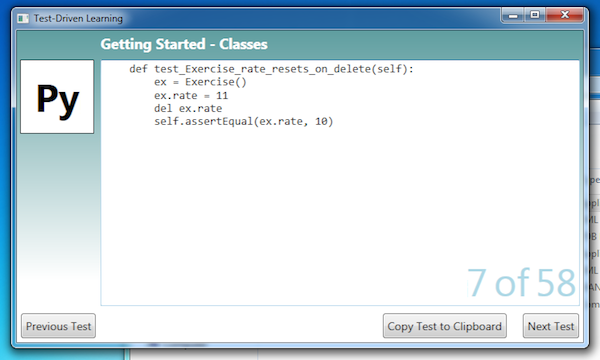 Test-Driven Learning
Getting Started - Classes
Py
def test_Exercise_rate_resets_on_delete(self):
ex = Exercise()
ex.rate = 11
del ex.rate
self.assertEqual(ex.rate, 10)
7 of 58
Previous Test
Copy Test to Clipboard
Next Test